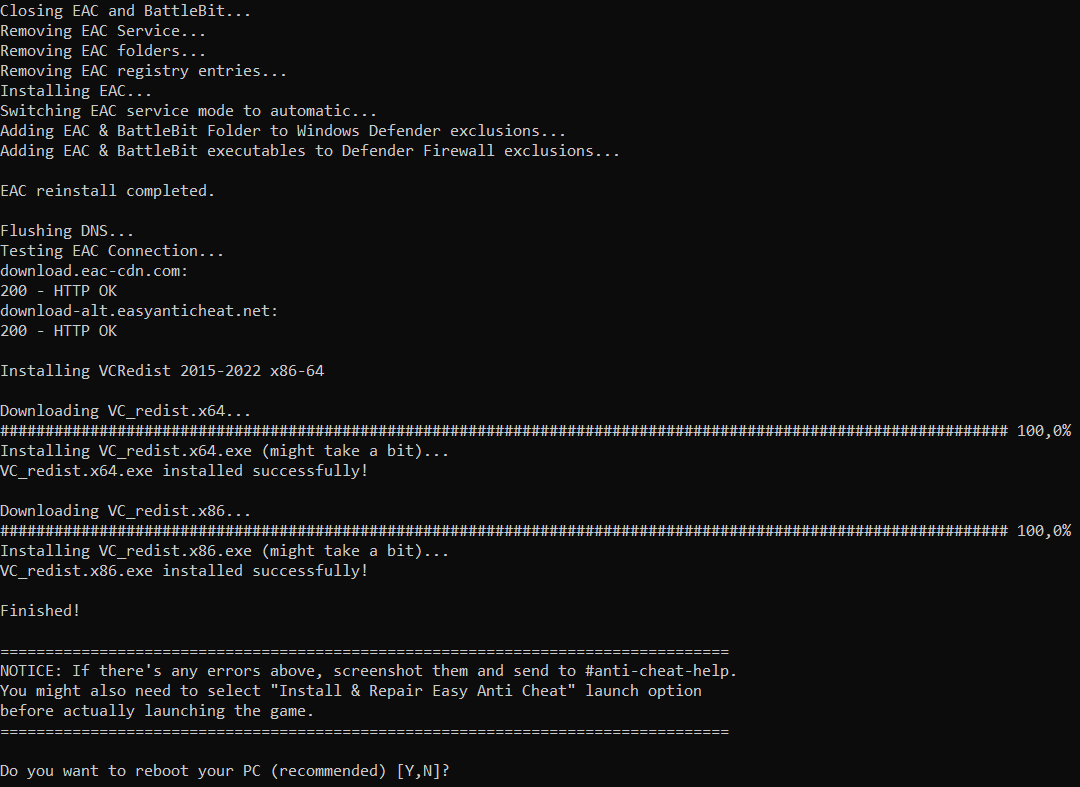 Closing EAC and BattleBit...
Removing EAC Service...
Removing EAC folders...
Removing EAC registry entries...
Installing EAC...
Switching EAC service mode to automatic...
Adding EAC & BattleBit Folder to Windows Defender exclusions...
Adding EAC & BattleBit executables to Defender Firewall exclusions...
EAC reinstall completed.
Flushing DNS...
Testing EAC Connection...
download.eac-cdn.com:
200 - HTTP OK
download-alt.easyanticheat.net:
200 - HTTP OK
Installing VCRedist 2015-2022 x86-64
Downloading VC_redist.x64...
################################################################################################################ 100,0%
Installing VC_redist.x64.exe (might take a bit)...
VC_redist.x64.exe installed successfully!
Downloading VC_redist.x86...
################################################################################################################ 100,0%
Installing VC_redist.x86.exe (might take a bit)...
VC_redist.x86.exe installed successfully!
Finished!
=================================================================================
NOTICE: If there's any errors above, screenshot them and send to #anti-cheat-help.
You might also need to select "Install & Repair Easy Anti Cheat" launch option
before actually launching the game.
=================================================================================
Do you want to reboot your PC (recommended) [Y,N]?